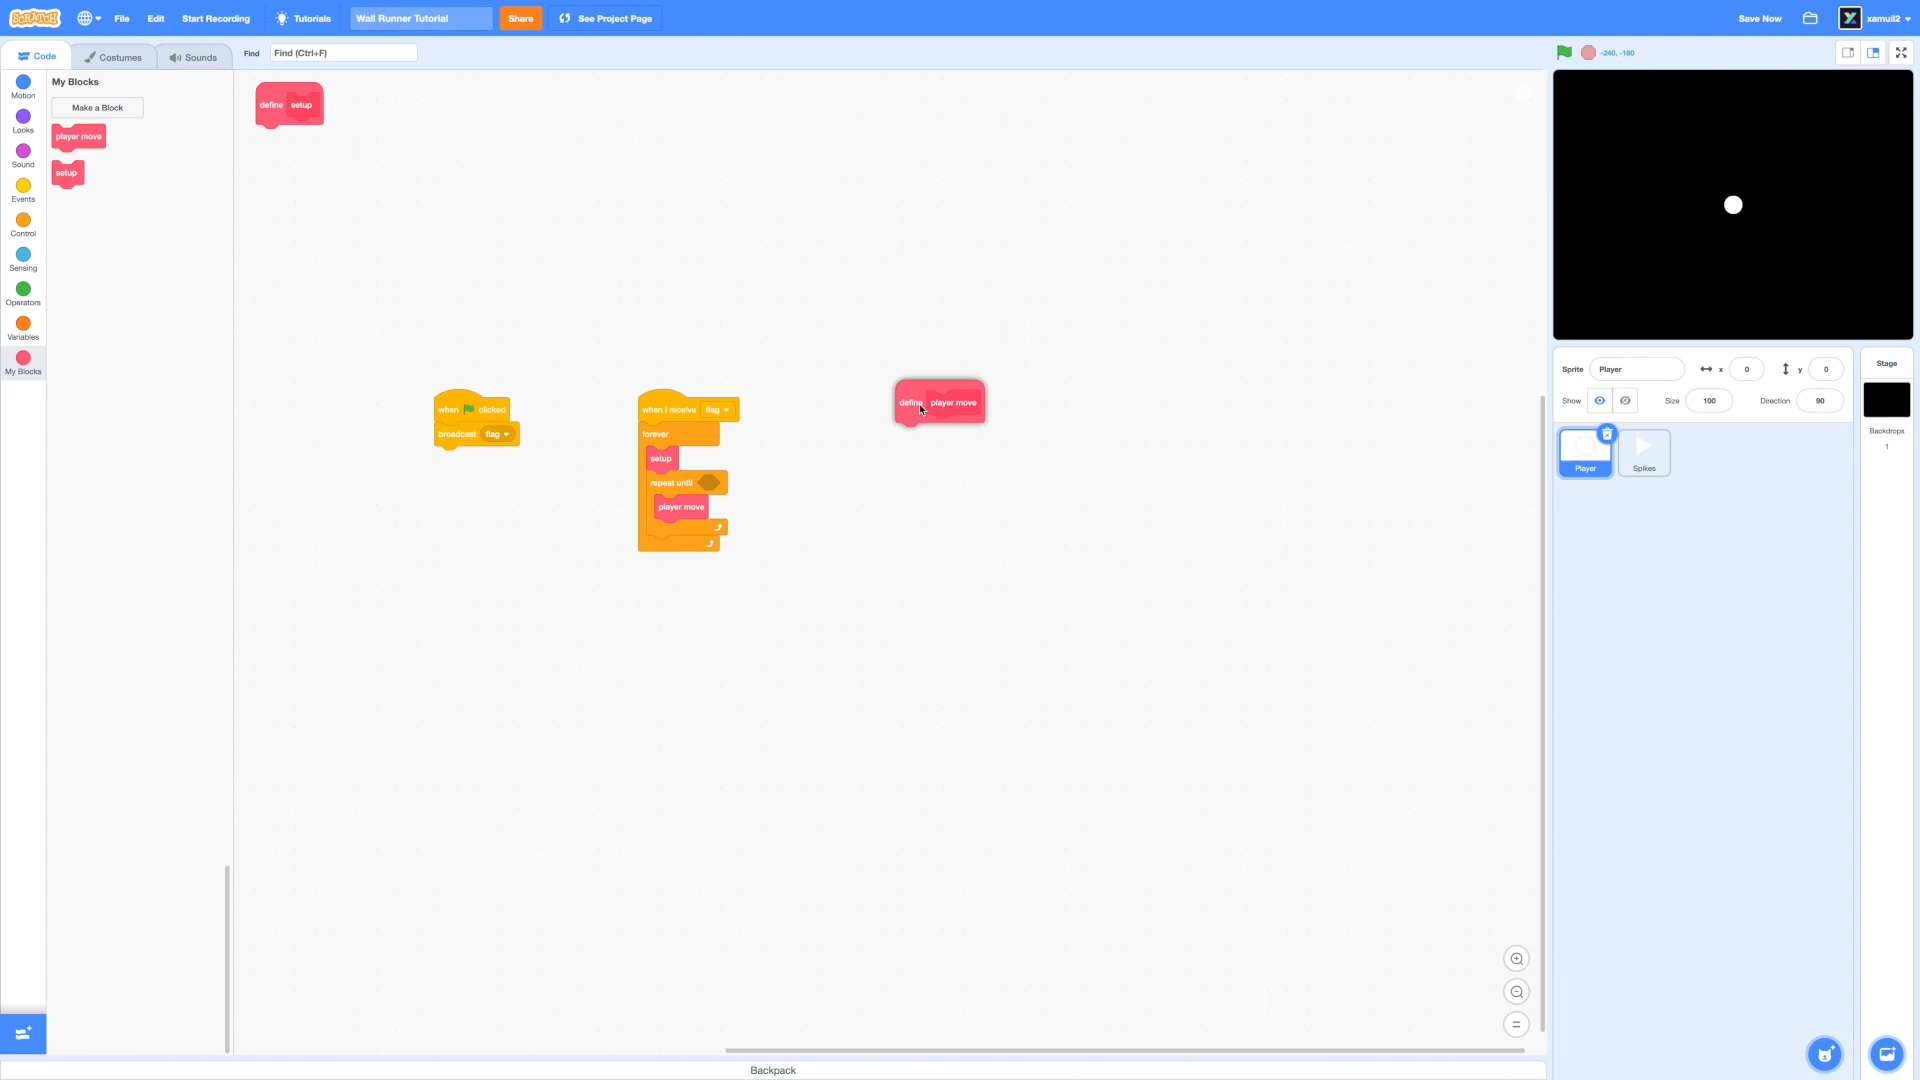 SCRATCH File Edit Start Recording Tutorials Wall Runner Tutorial Share See Project Page Save Now xamuil2
Code Costumes Sounds Find Find (Ctrl+F) -240, -180
Motion
Looks
Sound
Events
Control
Sensing
Operators
Variables
My Blocks
My Blocks
Make a Block
player move
setup
define setup
when clicked
broadcast flag
when I receive flag
forever
setup
repeat until
player move
define player move
Sprite Player x 0 y 0
Show Size 100 Direction 90
Player
Spikes
Stage
Backdrops
1
Backpack